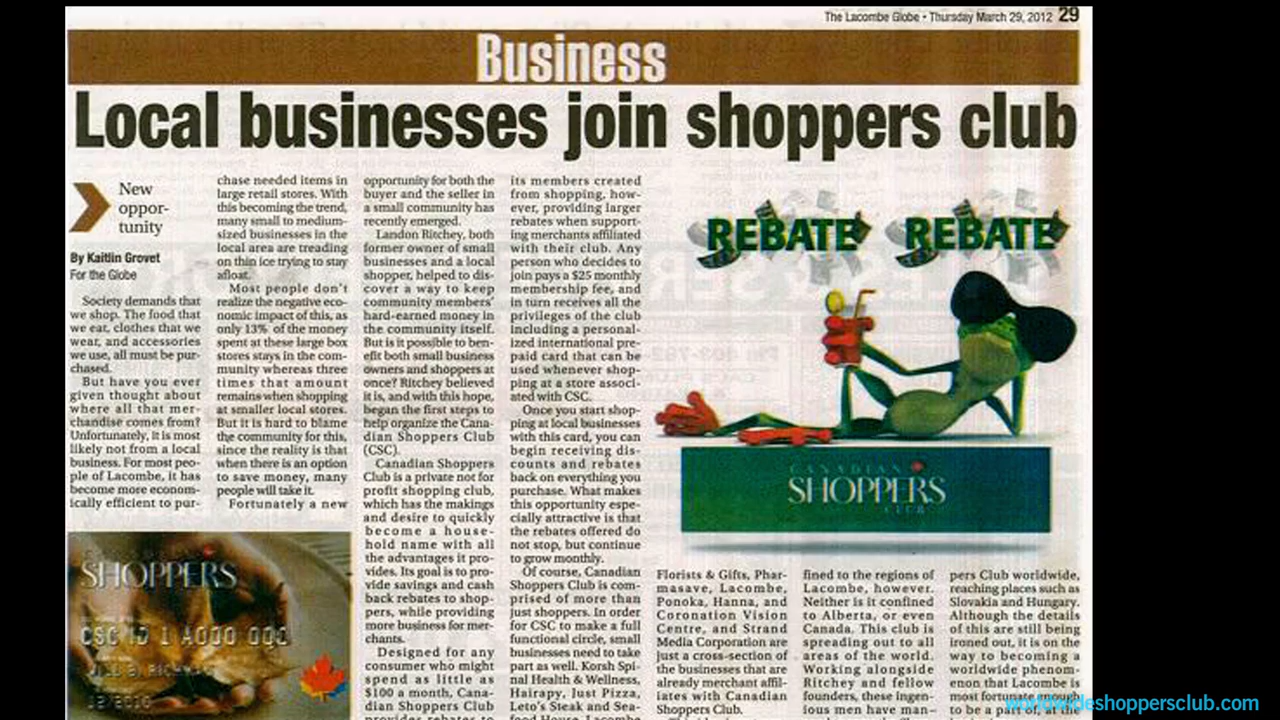 The Lacombe Globe • Thursday March 29, 2012 29
Business
Local businesses join shoppers club
New
oppor-
tunity
By Kaitlin Grovet
For the Globe
Society demands that
we shop. The food that
we eat, clothes that we
wear, and accessories
we use, all must be pur-
chased.
But have you ever
given thought about
where all that mer-
chandise comes from?
Unfortunately, it is most
likely not from a local
business. For most peo-
ple of Lacombe, it has
become more econom-
ically efficient to pur-
chase needed items in
large retail stores. With
this becoming the trend,
many small to medium-
sized businesses in the
local area are treading
on thin ice trying to stay
afloat.
Most people don't
realize the negative eco-
nomic impact of this, as
only 13% of the money
spent at these large box
stores stays in the com-
munity whereas three
times that amount
remains when shopping
at smaller local stores.
But it is hard to blame
the community for this,
since the reality is that
when there is an option
to save money, many
people will take it.
Fortunately a new
opportunity for both the
buyer and the seller in
a small community has
recently emerged.
Landon Ritchey, both
former owner of small
businesses and a local
shopper, helped to dis-
cover a way to keep
community members'
hard-earned money in
the community itself.
But is it possible to ben-
efit both small business
owners and shoppers at
once? Ritchey believed
it is, and with this hope,
began the first steps to
help organize the Cana-
dian Shoppers Club
(CSC).
Canadian Shoppers
Club is a private not for
profit shopping club,
which has the makings
and desire to quickly
become a house-
hold name with all
the advantages it pro-
vides. Its goal is to pro-
vide savings and cash
back rebates to shop-
pers, while providing
more business for mer-
chants.
Designed for any
consumer who might
spend as little as
$100 a month, Cana-
dian Shoppers Club
provides rebates to
its members created
from shopping, how-
ever, providing larger
rebates when support-
ing merchants affiliated
with their club. Any
person who decides to
join pays a $25 monthly
membership fee, and
in turn receives all the
privileges of the club
including a personal-
ized international pre-
paid card that can be
used whenever shop-
ping at a store associ-
ated with CSC.
Once you start shop-
ping at local businesses
with this card, you can
begin receiving dis-
counts and rebates
back on everything you
purchase. What makes
this opportunity espe-
cially attractive is that
the rebates offered do
not stop, but continue
to grow monthly.
Of course, Canadian
Shoppers Club is com-
prised of more than
just shoppers. In order
for CSC to make a full
functional circle, small
businesses need to take
part as well. Korsh Spi-
nal Health & Wellness,
Hairapy, Just Pizza,
Leto's Steak and Sea-
food House, Lacombe
REBATE REBATE
CANADIAN
SHOPPERS
CLUB
Florists & Gifts, Phar-
masave, Lacombe,
Ponoka, Hanna, and
Coronation Vision
Centre, and Strand
Media Corporation are
just a cross-section of
the businesses that are
already merchant affil-
iates with Canadian
Shoppers Club.
fined to the regions of
Lacombe, however.
Neither is it confined
to Alberta, or even
Canada. This club is
spreading out to all
areas of the world.
Working alongside
Ritchey and fellow
founders, these ingen-
ious men have man-
pers Club worldwide,
reaching places such as
Slovakia and Hungary.
Although the details
of this are still being
ironed out, it is on the
way to becoming a
worldwide phenom-
enon that Lacombe is
most fortunate enough
to be a part of, at the
SHOPPERS
CSC ID 1 A000 000
worldwideshoppersclub.com